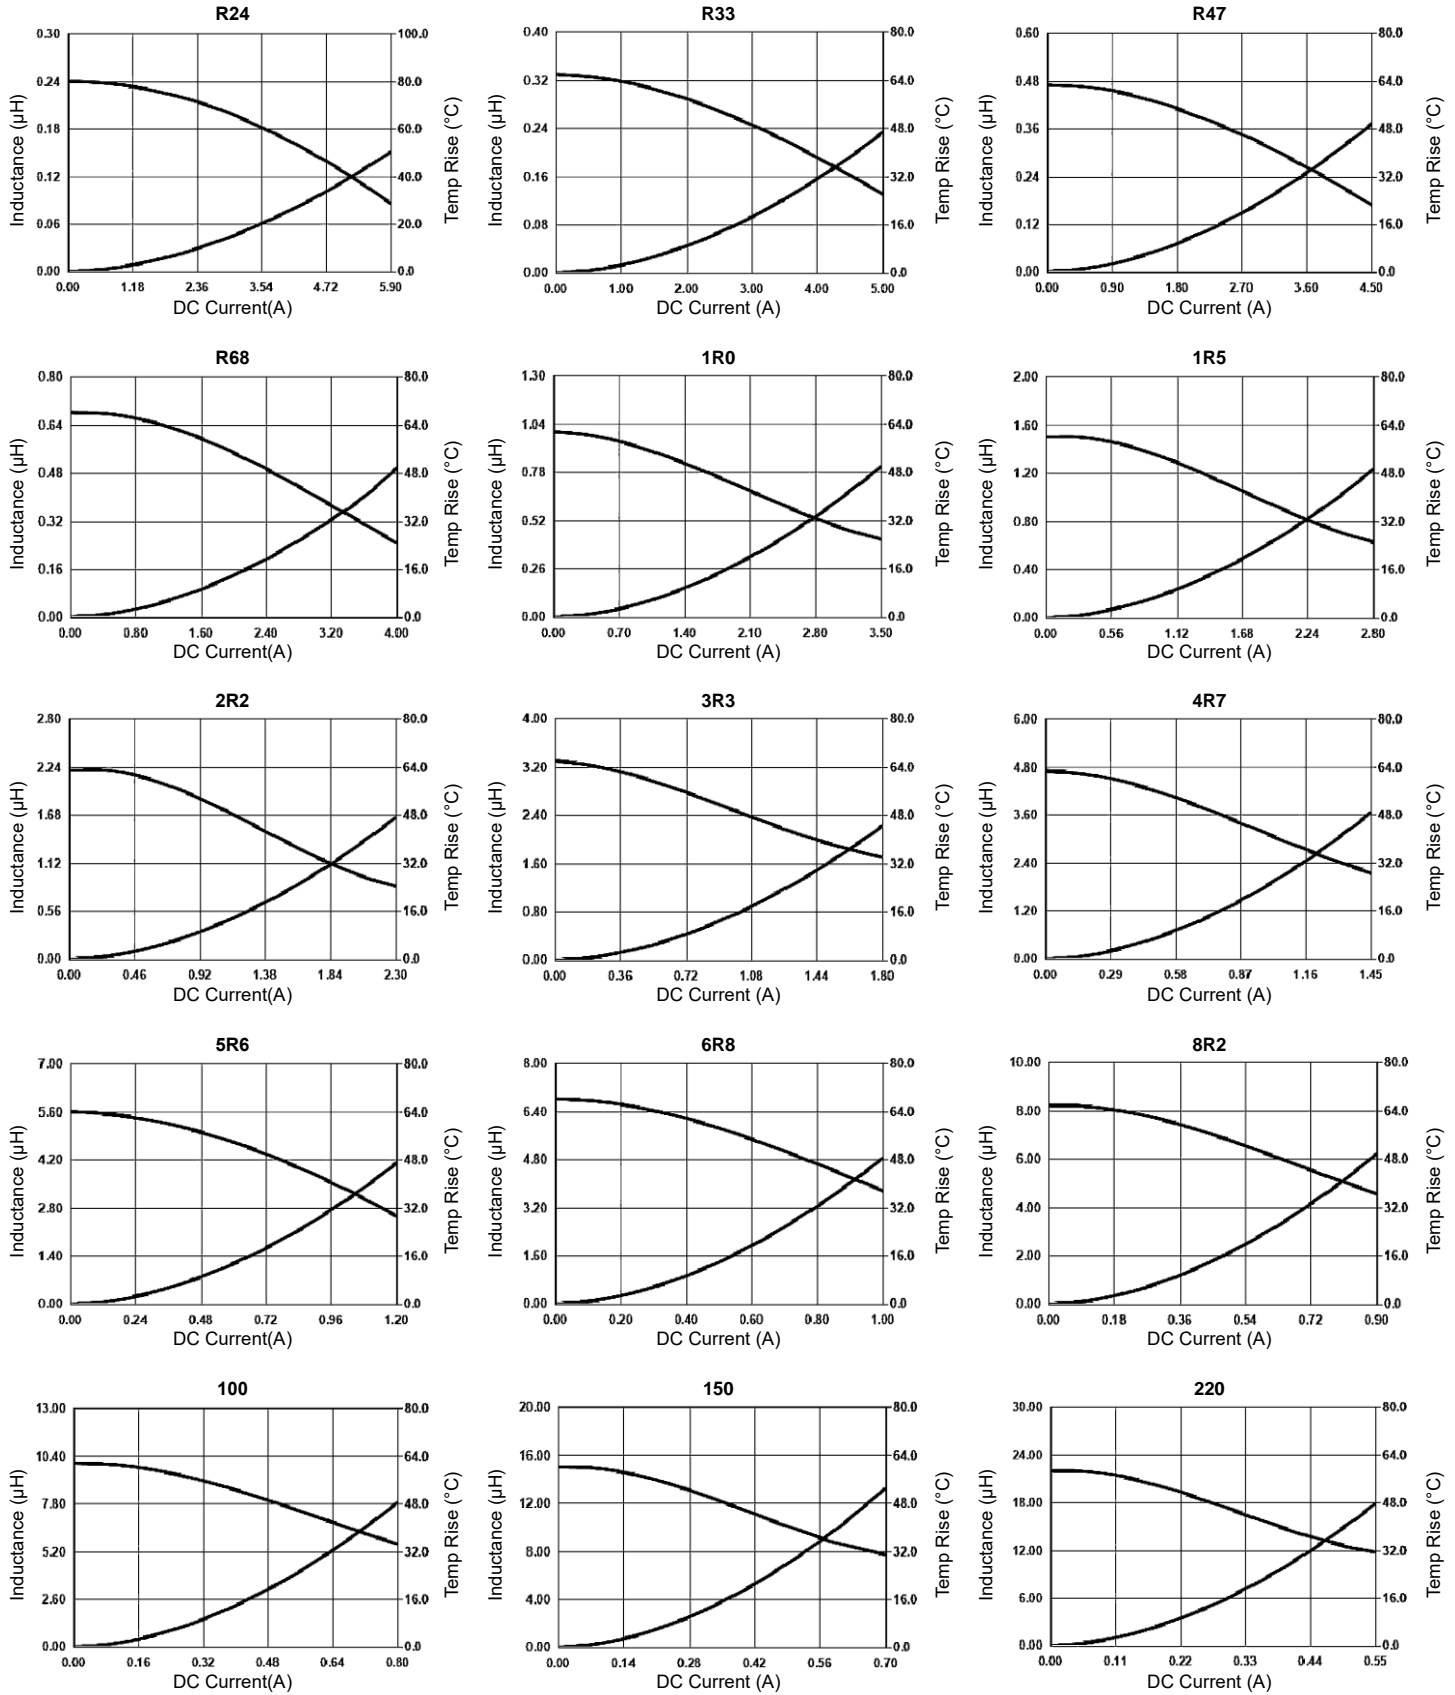 R24
0.30
0.24
0.18
0.12
0.06
0.00
100.0
80.0
60.0
40.0
20.0
0.0
0.00 1.18 2.36 3.54 4.72 5.90
Inductance (µH)
Temp Rise (°C)
DC Current(A)
R33
0.40
0.32
0.24
0.16
0.08
0.00
80.0
64.0
48.0
32.0
16.0
0.0
0.00 1.00 2.00 3.00 4.00 5.00
Inductance (µH)
Temp Rise (°C)
DC Current (A)
R47
0.60
0.48
0.36
0.24
0.12
0.00
80.0
64.0
48.0
32.0
16.0
0.0
0.00 0.90 1.80 2.70 3.60 4.50
Inductance (µH)
Temp Rise (°C)
DC Current (A)
R68
0.80
0.64
0.48
0.32
0.16
0.00
80.0
64.0
48.0
32.0
16.0
0.0
0.00 0.80 1.60 2.40 3.20 4.00
Inductance (µH)
Temp Rise (°C)
DC Current(A)
1R0
1.30
1.04
0.78
0.52
0.26
0.00
80.0
64.0
48.0
32.0
16.0
0.0
0.00 0.70 1.40 2.10 2.80 3.50
Inductance (µH)
Temp Rise (°C)
DC Current (A)
1R5
2.00
1.60
1.20
0.80
0.40
0.00
80.0
64.0
48.0
32.0
16.0
0.0
0.00 0.56 1.12 1.68 2.24 2.80
Inductance (µH)
Temp Rise (°C)
DC Current (A)
2R2
2.80
2.24
1.68
1.12
0.56
0.00
80.0
64.0
48.0
32.0
16.0
0.0
0.00 0.46 0.92 1.38 1.84 2.30
Inductance (µH)
Temp Rise (°C)
DC Current(A)
3R3
4.00
3.20
2.40
1.60
0.80
0.00
80.0
64.0
48.0
32.0
16.0
0.0
0.00 0.36 0.72 1.08 1.44 1.80
Inductance (µH)
Temp Rise (°C)
DC Current (A)
4R7
6.00
4.80
3.60
2.40
1.20
0.00
80.0
64.0
48.0
32.0
16.0
0.0
0.00 0.29 0.58 0.87 1.16 1.45
Inductance (µH)
Temp Rise (°C)
DC Current (A)
5R6
7.00
5.60
4.20
2.80
1.40
0.00
80.0
64.0
48.0
32.0
16.0
0.0
0.00 0.24 0.48 0.72 0.96 1.20
Inductance (µH)
Temp Rise (°C)
DC Current(A)
6R8
8.00
6.40
4.80
3.20
1.60
0.00
80.0
64.0
48.0
32.0
16.0
0.0
0.00 0.20 0.40 0.60 0.80 1.00
Inductance (µH)
Temp Rise (°C)
DC Current (A)
8R2
10.00
8.00
6.00
4.00
2.00
0.00
80.0
64.0
48.0
32.0
16.0
0.0
0.00 0.18 0.36 0.54 0.72 0.90
Inductance (µH)
Temp Rise (°C)
DC Current (A)
100
13.00
10.40
7.80
5.20
2.60
0.00
80.0
64.0
48.0
32.0
16.0
0.0
0.00 0.16 0.32 0.48 0.64 0.80
Inductance (µH)
Temp Rise (°C)
DC Current(A)
150
20.00
16.00
12.00
8.00
4.00
0.00
80.0
64.0
48.0
32.0
16.0
0.0
0.00 0.14 0.28 0.42 0.56 0.70
Inductance (µH)
Temp Rise (°C)
DC Current (A)
220
30.00
24.00
18.00
12.00
6.00
0.00
80.0
64.0
48.0
32.0
16.0
0.0
0.00 0.11 0.22 0.33 0.44 0.55
Inductance (µH)
Temp Rise (°C)
DC Current (A)